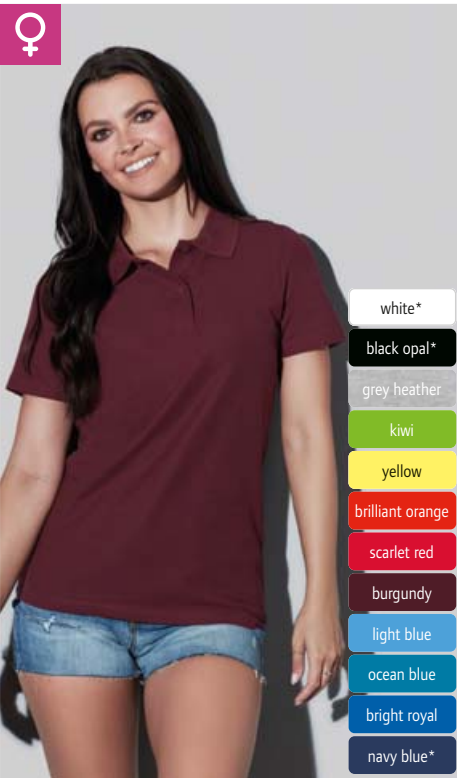 white*
black opal*
grey heather
kiwi
yellow
brilliant orange
scarlet red
burgundy
light blue
ocean blue
bright royal
navy blue*